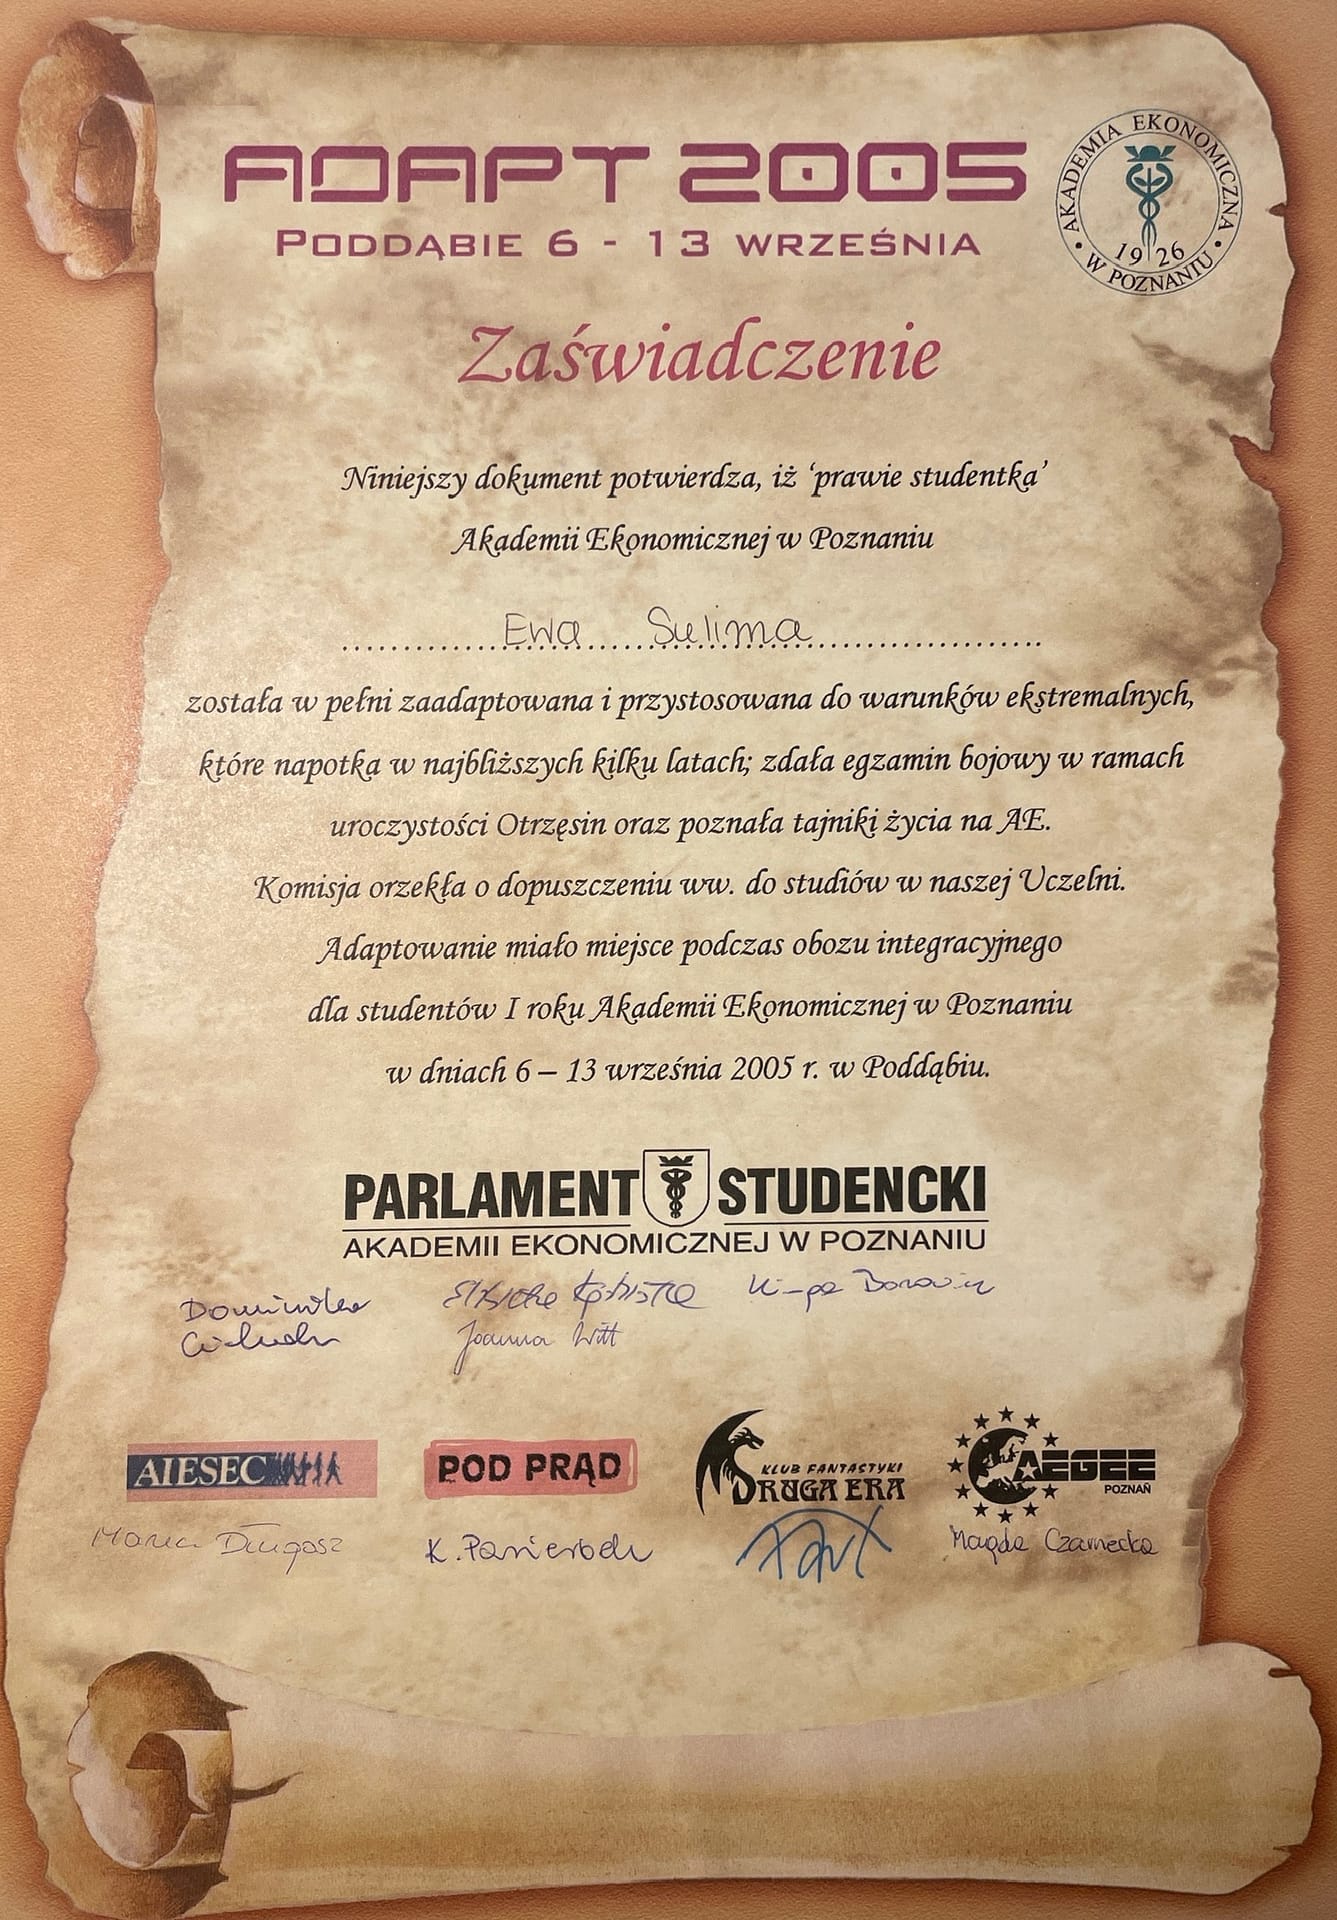 ADAPT 2005
PODDĄBIE 6 - 13 WRZEŚNIA
AKADEMIA EKONOMICZNA
• W POZNANIU •
1926
Zaświadczenie
Niniejszy dokument potwierdza, iż ‘prawie studentka’
Akademii Ekonomicznej w Poznaniu
Ewa Sulima
została w pełni zaadaptowana i przystosowana do warunków ekstremalnych,
które napotka w najbliższych kilku latach; zdała egzamin bojowy w ramach
uroczystości Otrzęsin oraz poznała tajniki życia na AE.
Komisja orzekła o dopuszczeniu ww. do studiów w naszej Uczelni.
Adaptowanie miało miejsce podczas obozu integracyjnego
dla studentów I roku Akademii Ekonomicznej w Poznaniu
w dniach 6 – 13 września 2005 r. w Poddąbiu.
PARLAMENT STUDENCKI
AKADEMII EKONOMICZNEJ W POZNANIU
Dominika
Joanna Witt
AIESEC
POD PRĄD
KLUB FANTASTYKI
DRUGA ERA
AEGEE
POZNAŃ
Długosz
K.
Magda Czarnecka